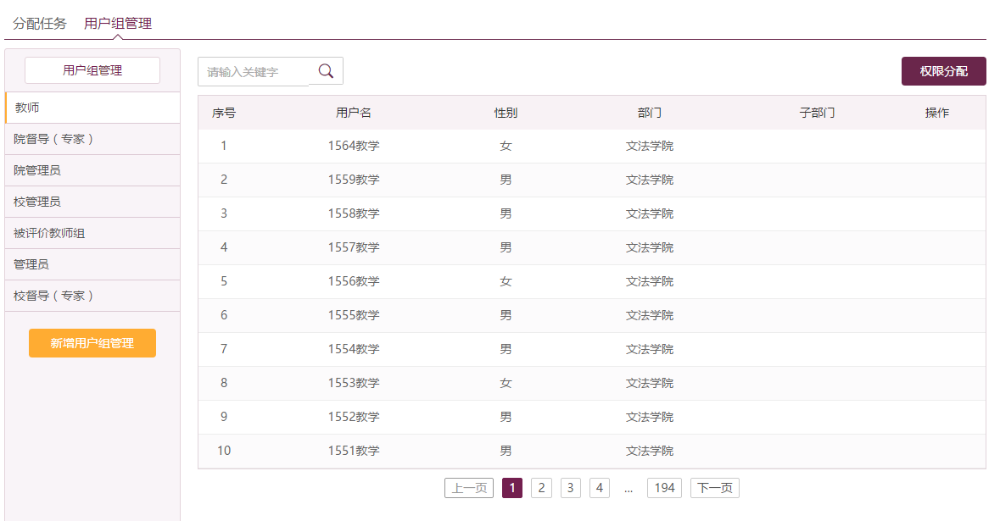 分配任务 用户组管理
用户组管理
教师
院督导（专家）
院管理员
校管理员
被评价教师组
管理员
校督导（专家）
新增用户组管理
请输入关键字
权限分配
序号 用户名 性别 部门 子部门 操作
1 1564教学 女 文法学院
2 1559教学 男 文法学院
3 1558教学 男 文法学院
4 1557教学 男 文法学院
5 1556教学 女 文法学院
6 1555教学 男 文法学院
7 1554教学 男 文法学院
8 1553教学 女 文法学院
9 1552教学 男 文法学院
10 1551教学 男 文法学院
上一页 1 2 3 4 ... 194 下一页